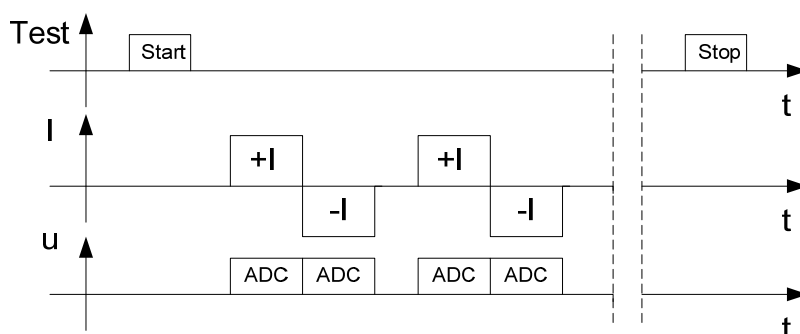 Test
Start
Stop
t
I
+I
+I
-I
-I
t
u
ADC ADC ADC ADC
t